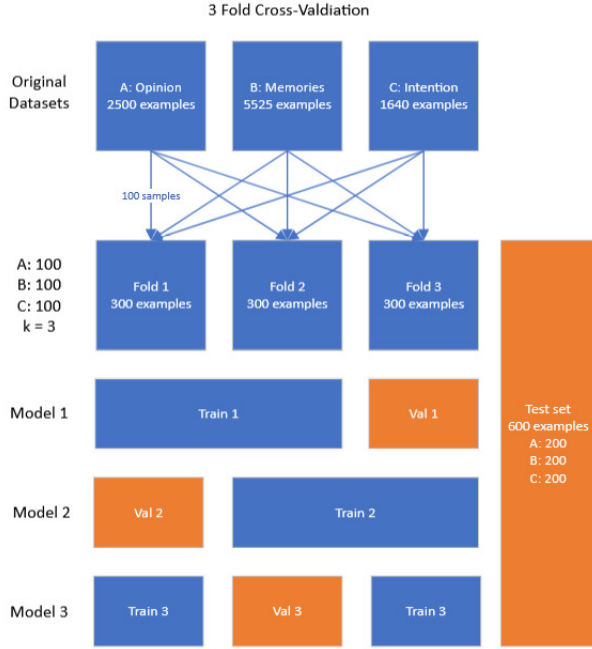 3 Fold Cross-Valdiation
Original
Datasets
A: Opinion
2500 examples
B: Memories
5525 examples
C: Intention
1640 examples
100 samples
A: 100
B: 100
C: 100
k = 3
Fold 1
300 examples
Fold 2
300 examples
Fold 3
300 examples
Model 1
Train 1
Val 1
Test set
600 examples
A: 200
B: 200
C: 200
Model 2
Val 2
Train 2
Model 3
Train 3
Val 3
Train 3